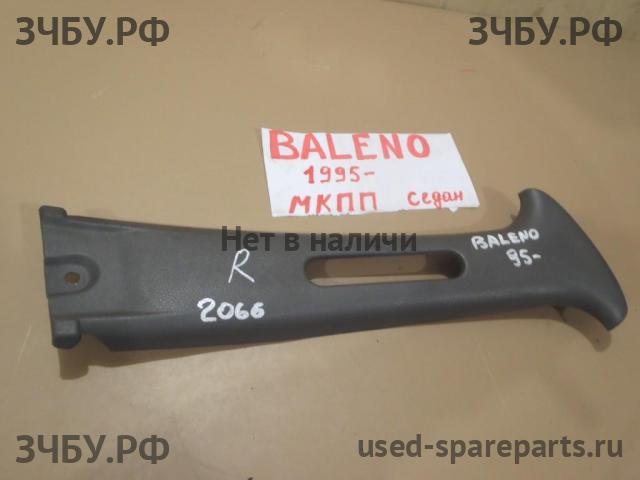 ЗЧБУ.РФ
ЗЧБУ.РФ
BALENO
1995-
МКПП седан
Нет в наличи
R
2066
BALENO
95-
ЗЧБУ.РФ
used-spareparts.ru